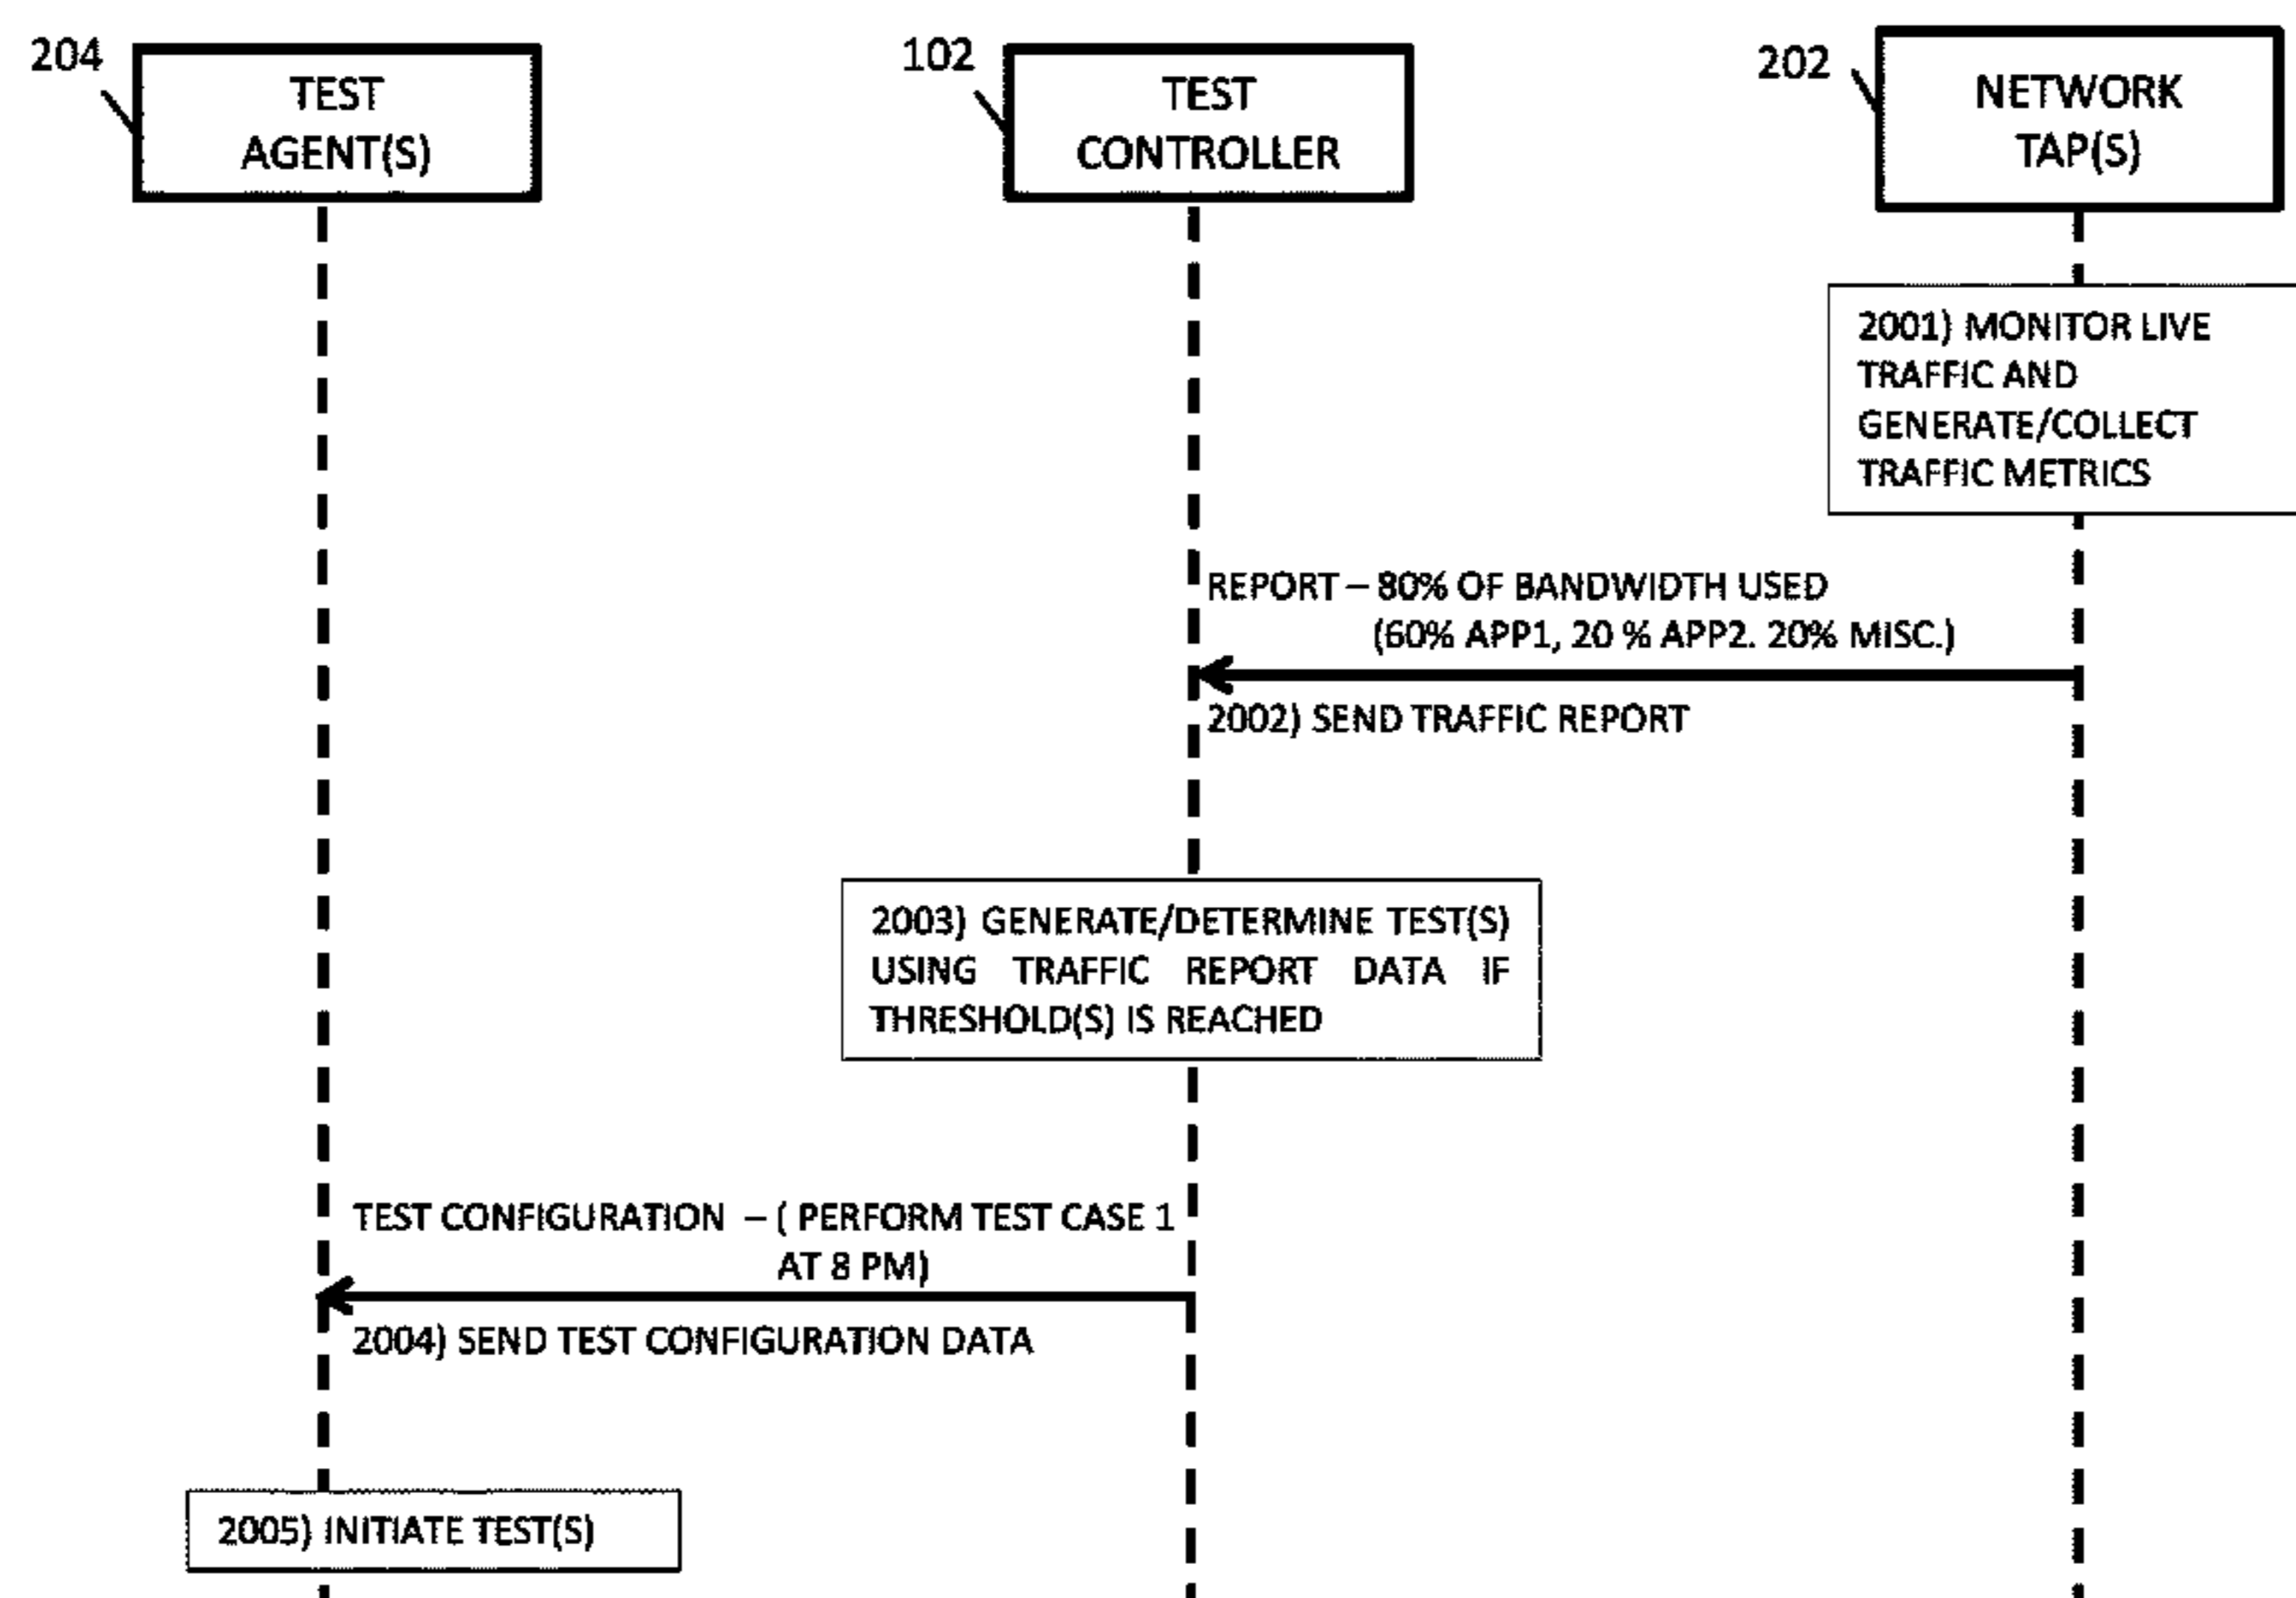 204
TEST
AGENT(S)
102
TEST
CONTROLLER
202
NETWORK
TAP(S)
2001) MONITOR LIVE
TRAFFIC AND
GENERATE/COLLECT
TRAFFIC METRICS
REPORT – 80% OF BANDWIDTH USED
(60% APP1, 20 % APP2. 20% MISC.)
2002) SEND TRAFFIC REPORT
2003) GENERATE/DETERMINE TEST(S)
USING TRAFFIC REPORT DATA IF
THRESHOLD(S) IS REACHED
TEST CONFIGURATION – ( PERFORM TEST CASE 1
AT 8 PM)
2004) SEND TEST CONFIGURATION DATA
2005) INITIATE TEST(S)